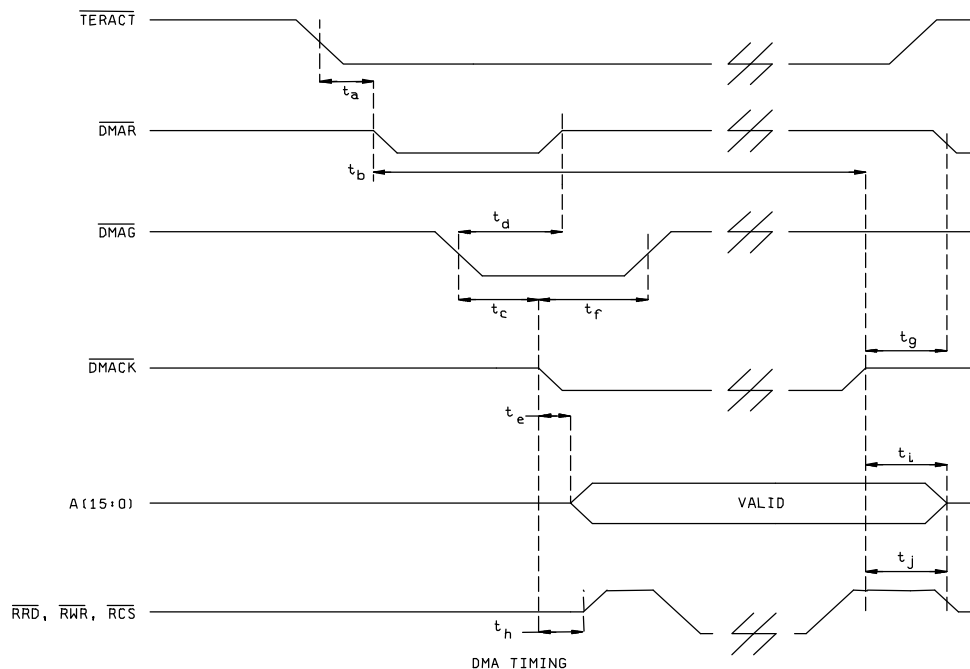 TERACT
t_a
DMAR
t_b
DMAG
t_d
t_c
t_f
t_g
DMACK
t_e
t_i
A(15:0)
VALID
t_j
RRD, RWR, RCS
t_h
DMA TIMING